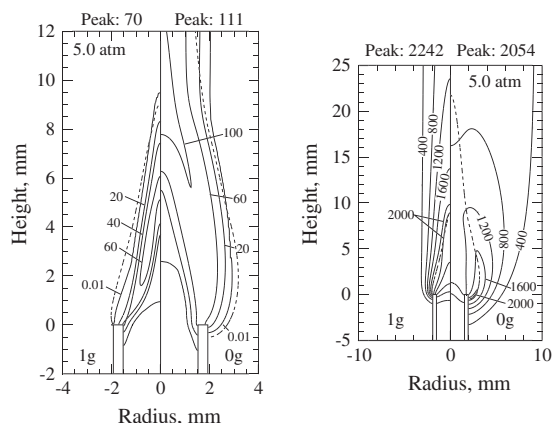 Peak: 70 Peak: 111
12
10
8
6
4
2
0
-2
5.0 atm
100
20
40
60
60
20
0.01
0.01
1g
0g
-4 -2 0 2 4
Height, mm
Radius, mm
Peak: 2242 Peak: 2054
25
20
15
10
5
0
-5
5.0 atm
400
800
1200
1600
2000
1200
800
400
1600
2000
1g
0g
-10 0 10
Height, mm
Radius, mm